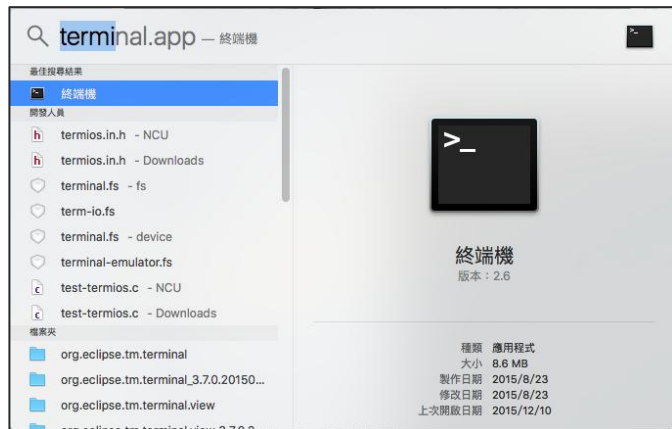 terminal.app — 終端機
最佳搜尋結果
終端機
開發人員
termios.in.h - NCU
termios.in.h - Downloads
terminal.fs - fs
term-io.fs
terminal.fs - device
terminal-emulator.fs
test-termios.c - NCU
test-termios.c - Downloads
檔案夾
org.eclipse.tm.terminal
org.eclipse.tm.terminal_3.7.0.20150...
org.eclipse.tm.terminal.view
>_
終端機
版本：2.6
種類 應用程式
大小 8.6 MB
製作日期 2015/8/23
修改日期 2015/8/23
上次開啟日期 2015/12/10